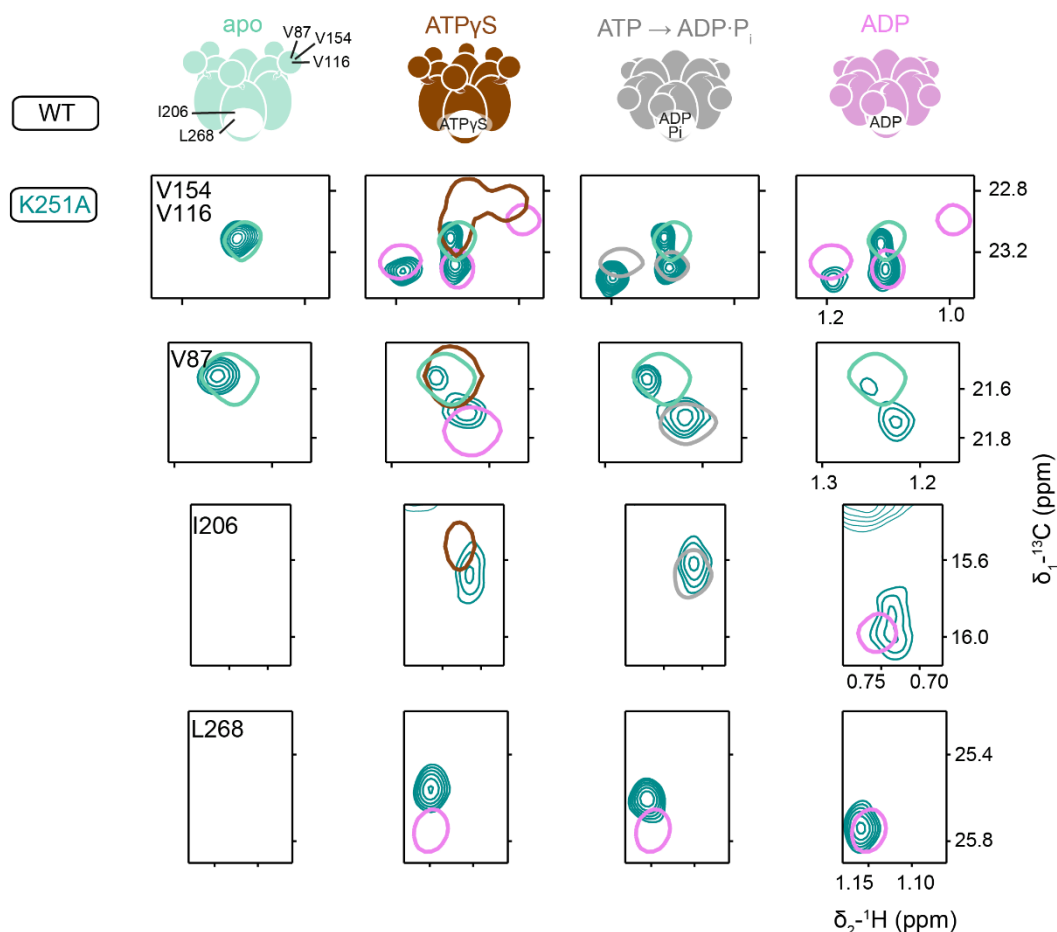 apo
ATPγS
ATP → ADP·Pi
ADP
V87
V154
V116
WT
I206
L268
ATPγS
ADP
Pi
ADP
K251A
V154
V116
22.8
23.2
1.2
1.0
V87
21.6
21.8
1.3
1.2
I206
15.6
16.0
0.75
0.70
L268
25.4
25.8
1.15
1.10
δ1-13C (ppm)
δ2-1H (ppm)